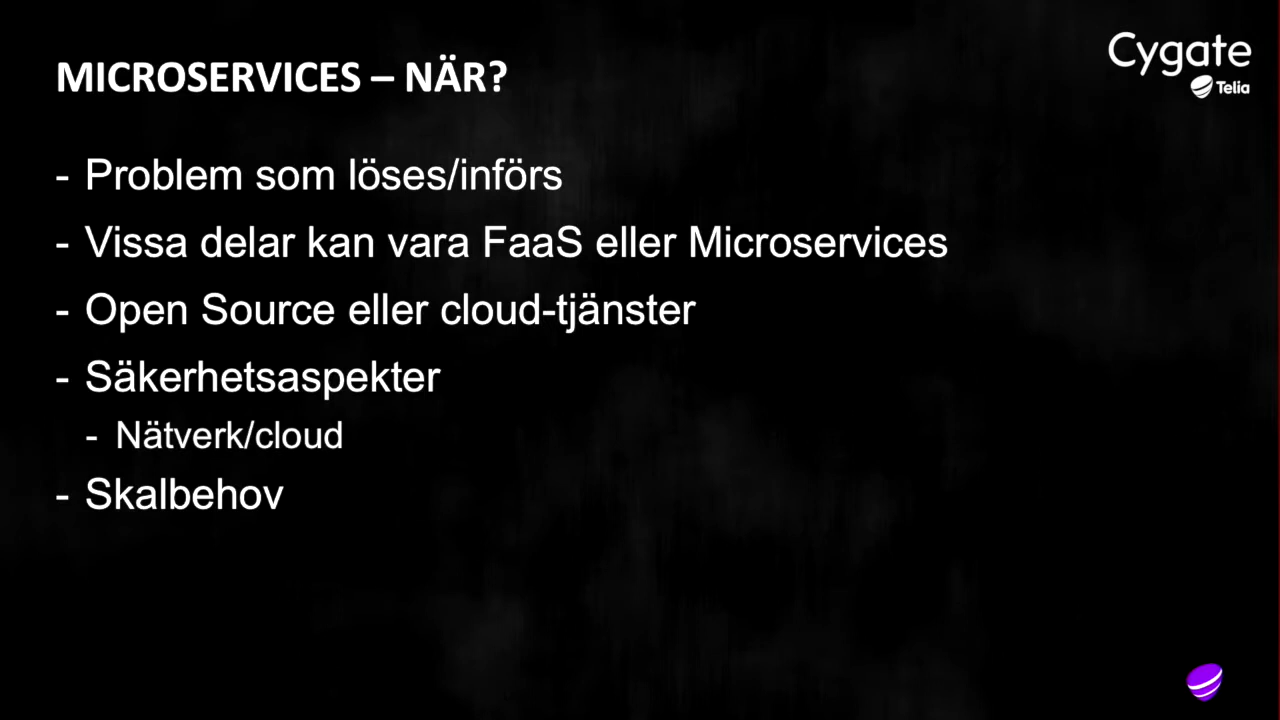 Cygate
Telia
MICROSERVICES – NÄR?
- Problem som löses/införs
- Vissa delar kan vara FaaS eller Microservices
- Open Source eller cloud-tjänster
- Säkerhetsaspekter
- Nätverk/cloud
- Skalbehov